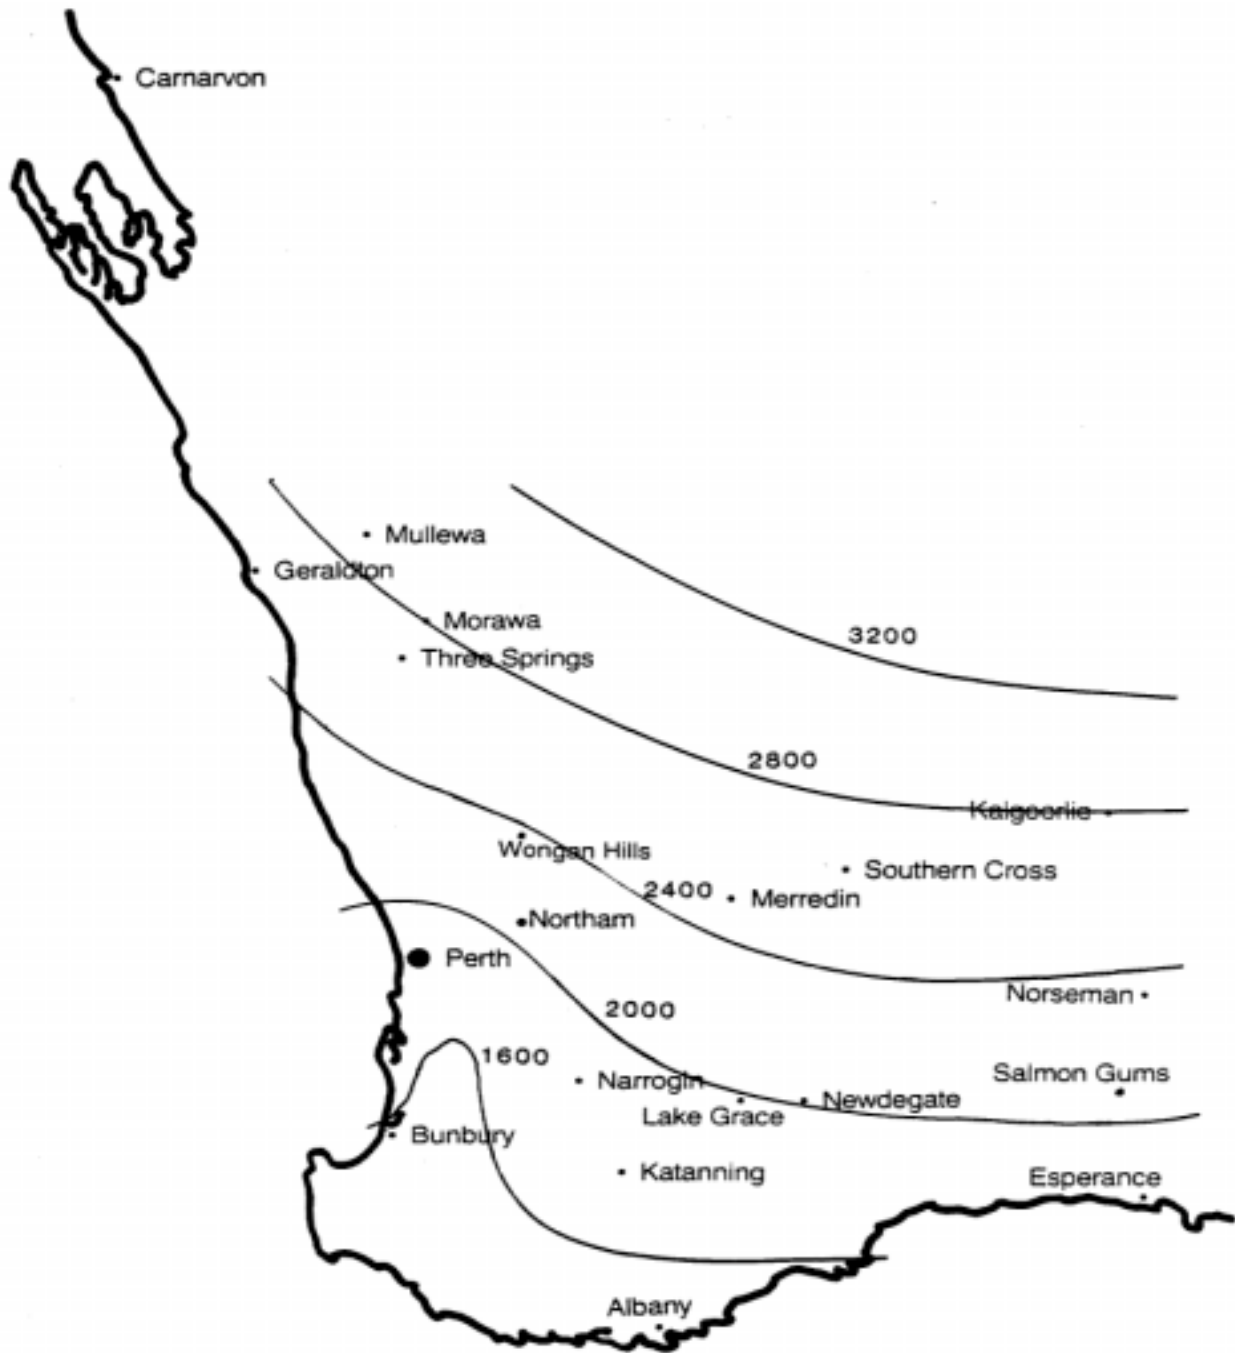 Carnarvon
Mullewa
Geraldton
Morawa
3200
Three Springs
2800
Kalgoorlie
Wongan Hills
Southern Cross
2400
Merredin
Northam
Perth
Norseman
2000
1600
Salmon Gums
Narrogin
Newdegate
Lake Grace
Bunbury
Katanning
Esperance
Albany